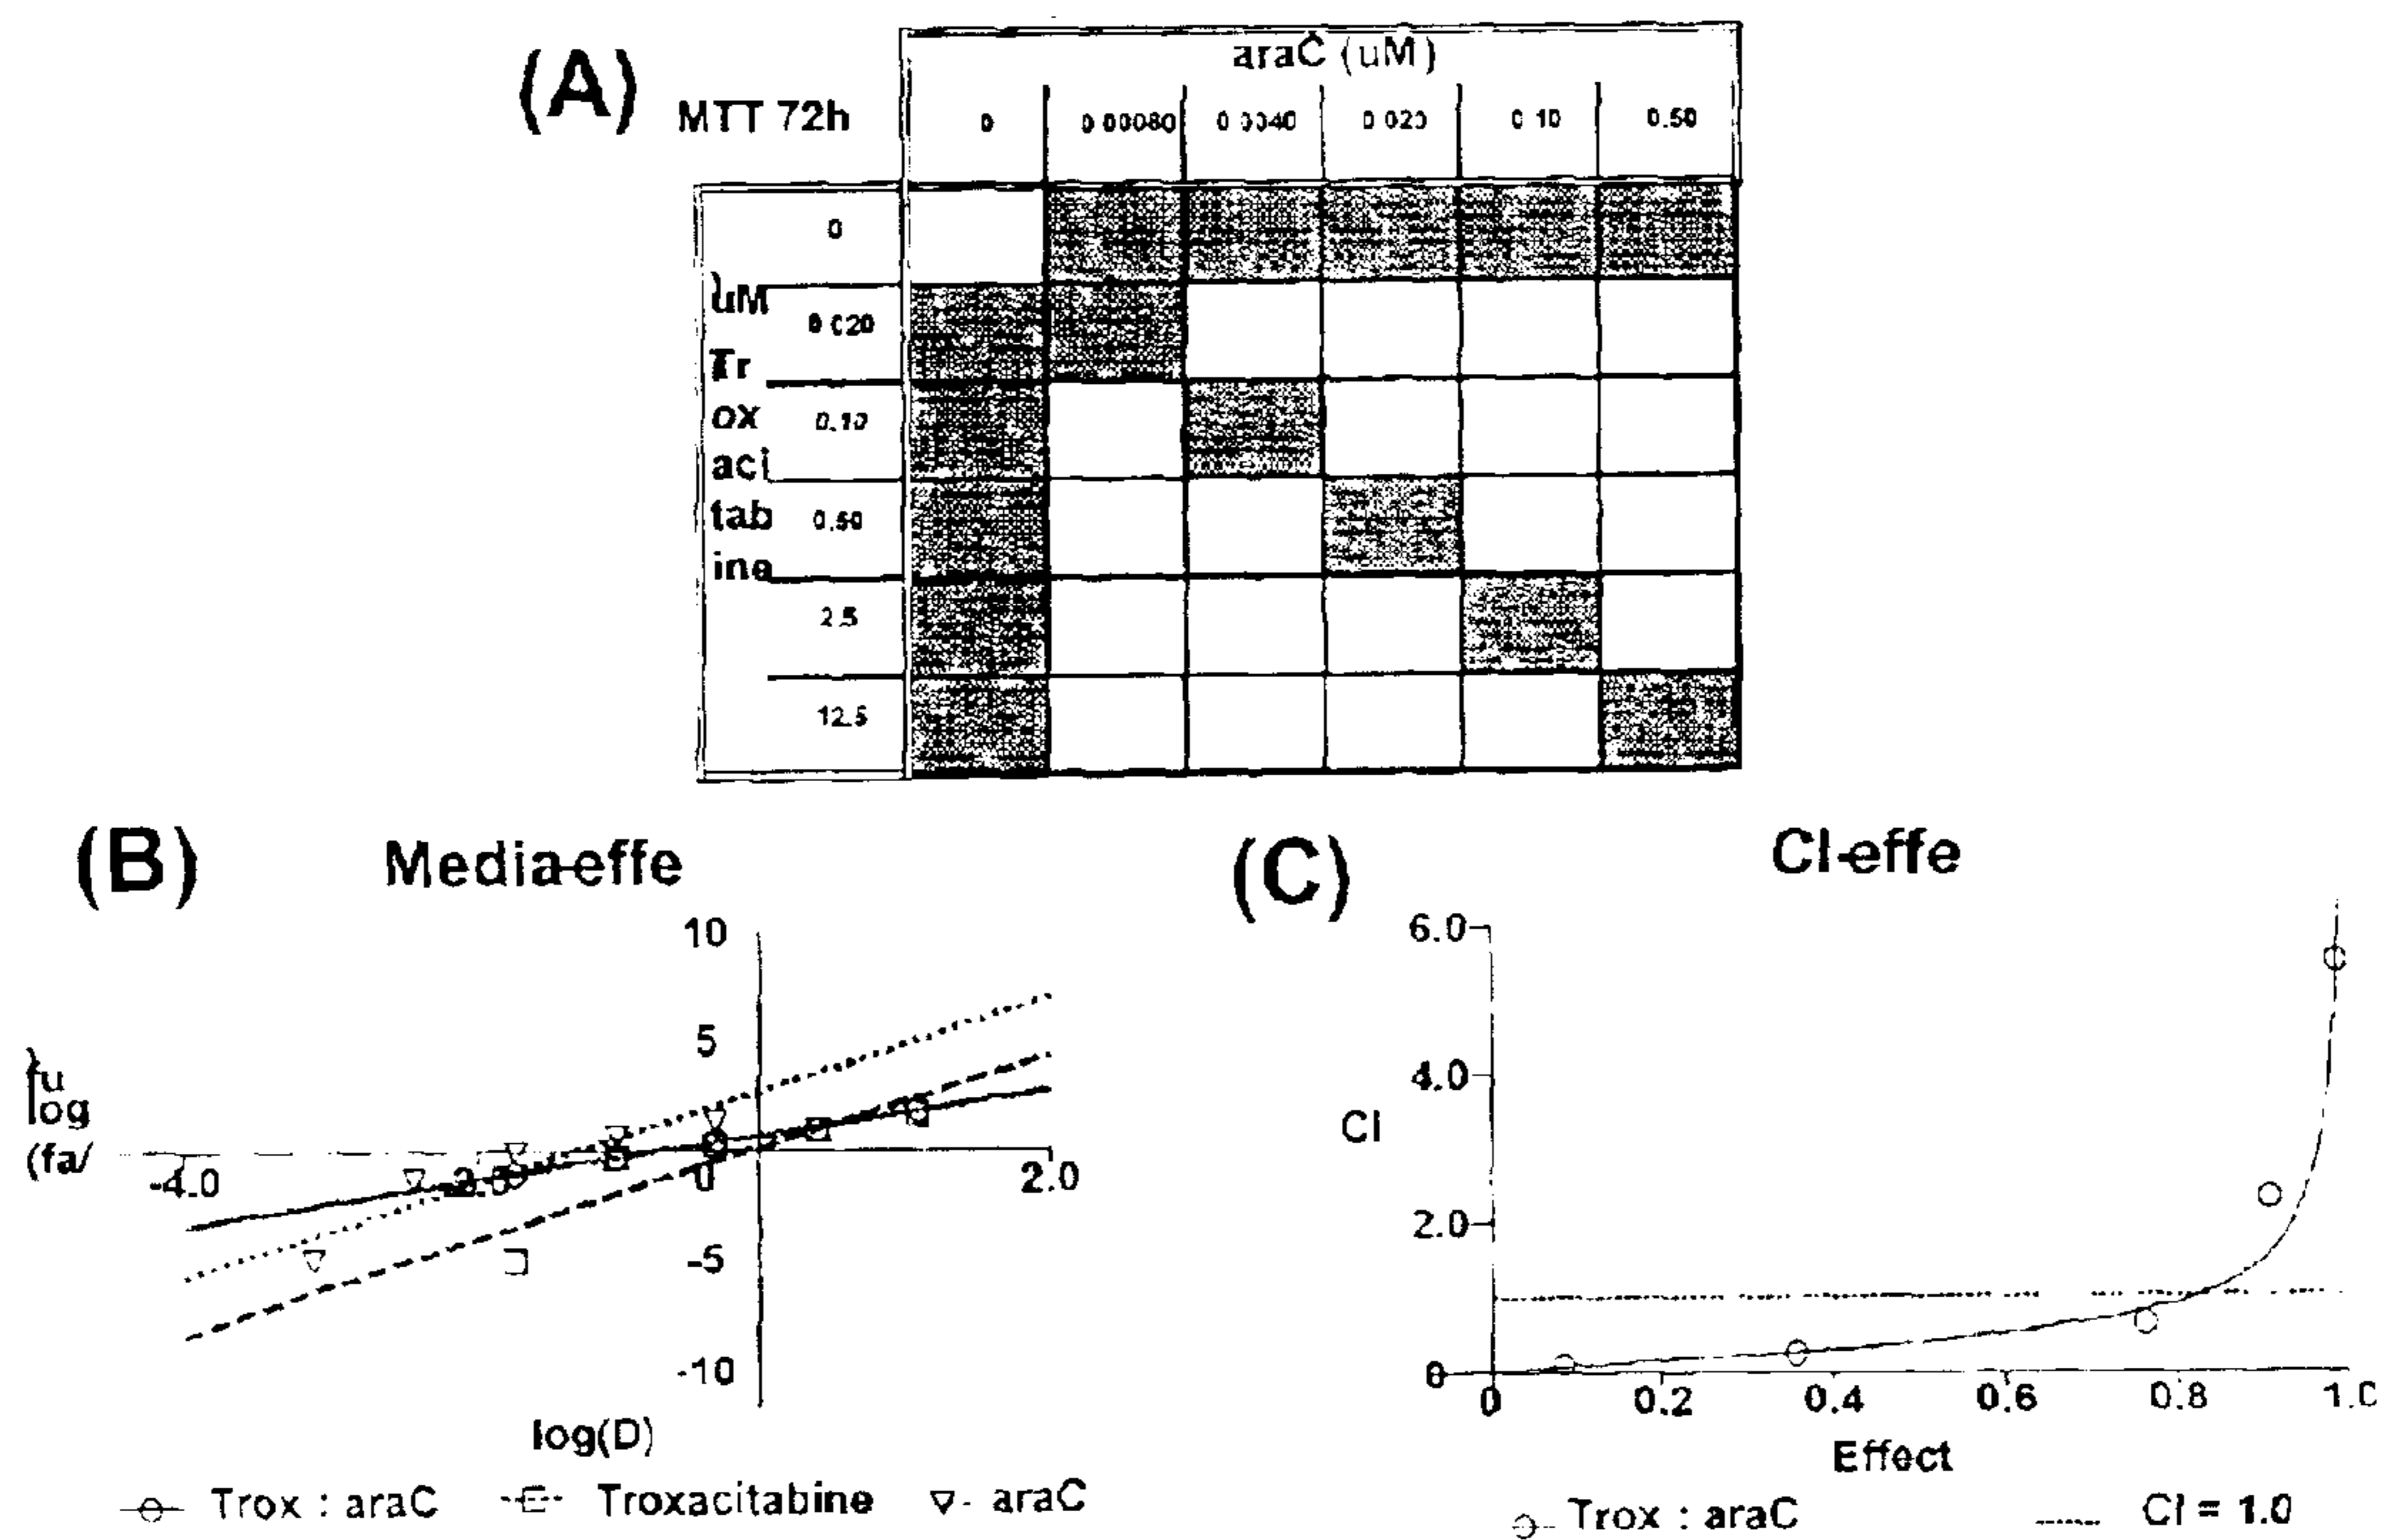 (A)
MTT 72h
araC (uM)
0
0.00080
0.0040
0.020
0.10
0.50
uM
Tr
ox
aci
tab
ine
0
0.020
0.10
0.50
2.5
12.5
(B)
Media-effe
10
5
0
-5
-10
-4.0
2.0
fu
log
(fa/
log(D)
Trox : araC
Troxacitabine
araC
(C)
CI-effe
6.0
4.0
CI
2.0
0
0
0.2
0.4
0.6
0.8
1.0
Effect
Trox : araC
CI = 1.0